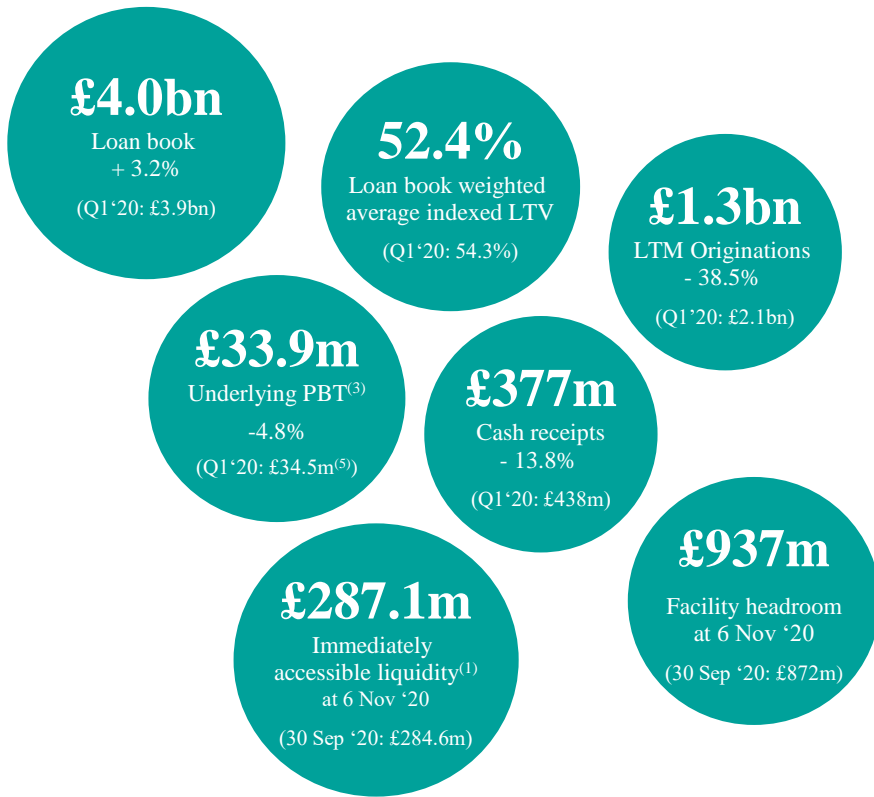 £4.0bn
Loan book
+ 3.2%
(Q1‘20: £3.9bn)
52.4%
Loan book weighted
average indexed LTV
(Q1‘20: 54.3%)
£1.3bn
LTM Originations
- 38.5%
(Q1’20: £2.1bn)
£33.9m
Underlying PBT(3)
-4.8%
(Q1‘20: £34.5m(5))
£377m
Cash receipts
- 13.8%
(Q1‘20: £438m)
£937m
Facility headroom
at 6 Nov ‘20
(30 Sep ‘20: £872m)
£287.1m
Immediately
accessible liquidity(1)
at 6 Nov ‘20
(30 Sep ‘20: £284.6m)